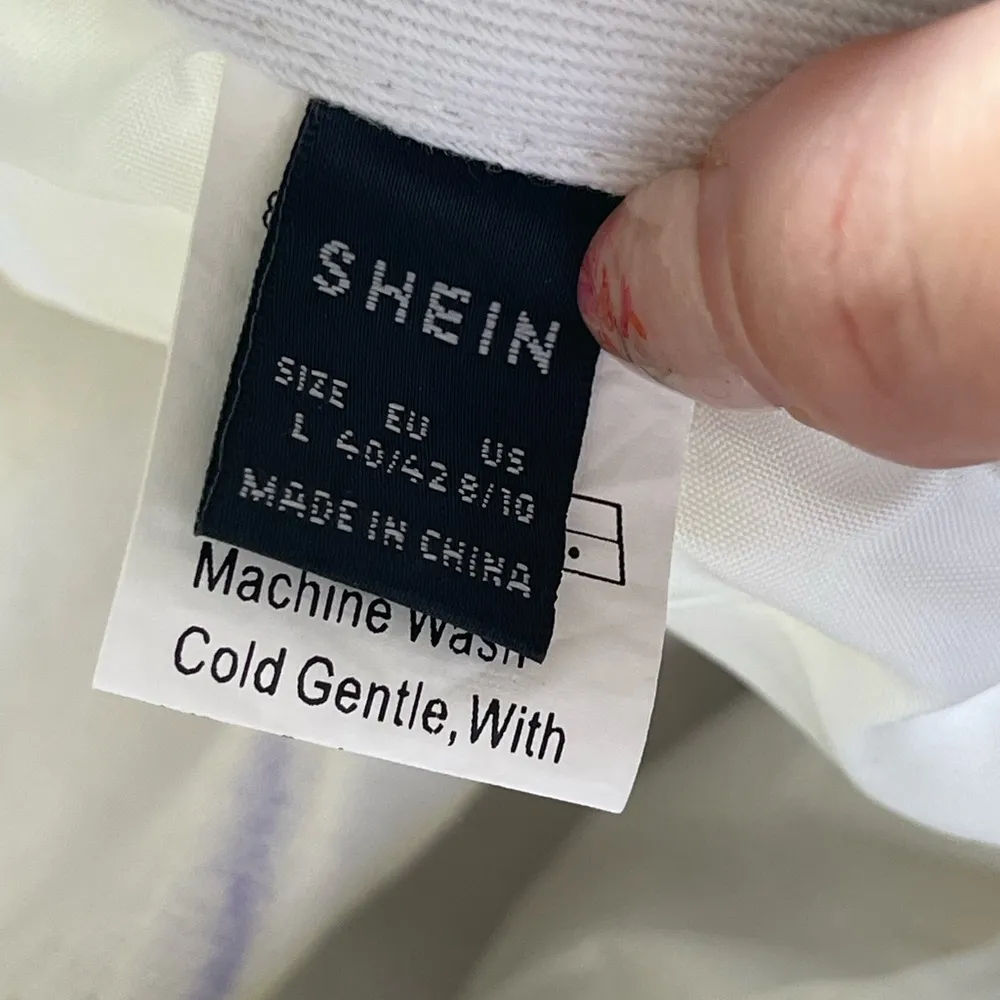 SHEIN
SIZE EU US
L 40/42 8/10
MADE IN CHINA
Machine Wash
Cold Gentle, With